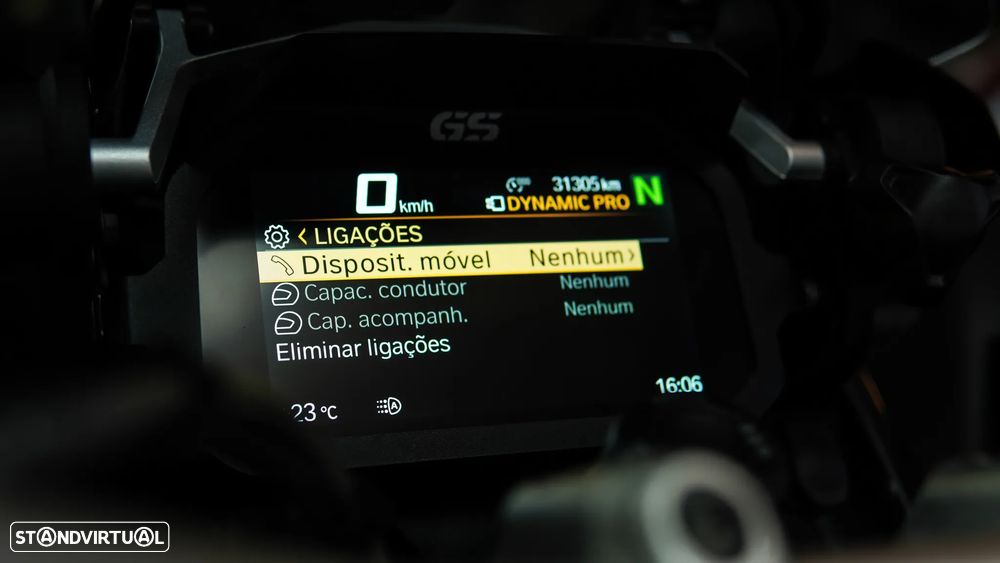 GS
0 km/h
31305 km
DYNAMIC PRO
N
LIGAÇÕES
Disposit. móvel Nenhum
Capac. condutor Nenhum
Cap. acompanh. Nenhum
Eliminar ligações
16:06
23 °C
A
STANDVIRTUAL